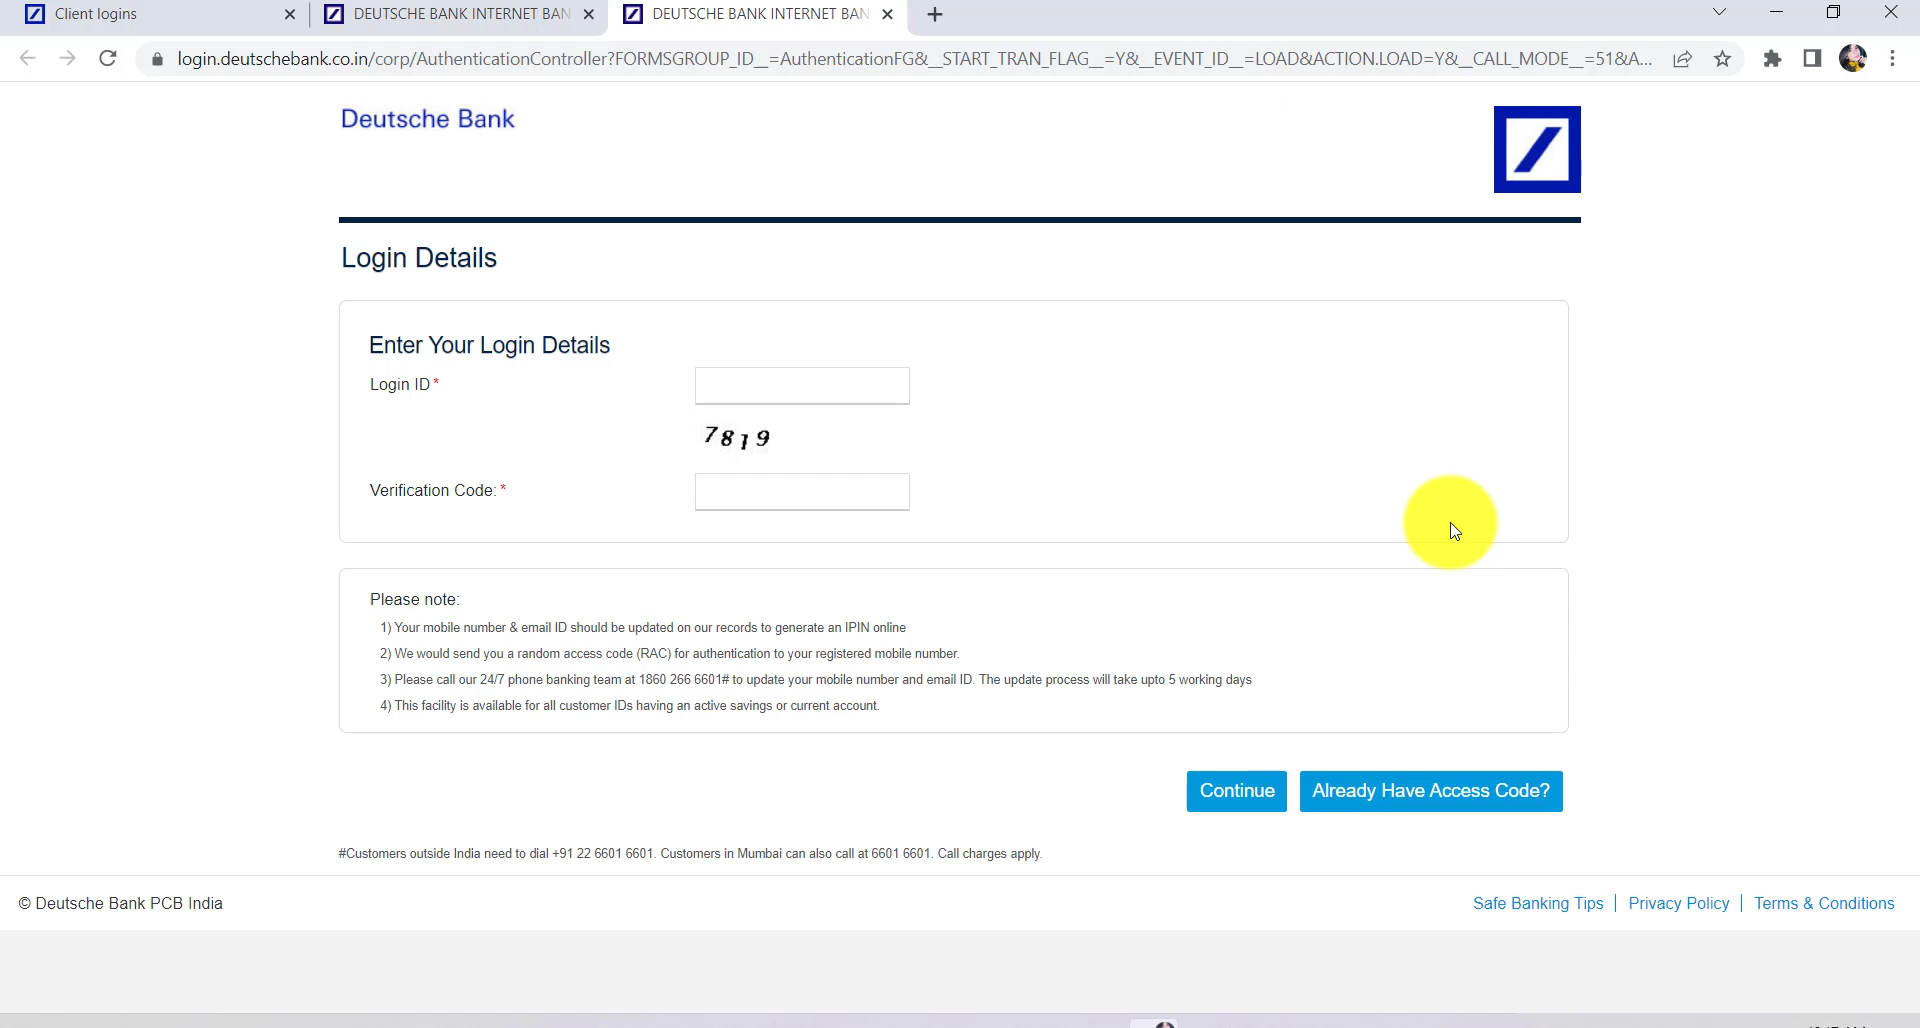 Client logins
DEUTSCHE BANK INTERNET BAN
DEUTSCHE BANK INTERNET BAN
login.deutschebank.co.in/corp/AuthenticationController?FORMSGROUP_ID__=AuthenticationFG&__START_TRAN_FLAG__=Y&__EVENT_ID__=LOAD&ACTION.LOAD=Y&__CALL_MODE__=51&A...
Deutsche Bank
Login Details
Enter Your Login Details
Login ID *
7819
Verification Code: *
Please note:
1) Your mobile number & email ID should be updated on our records to generate an IPIN online
2) We would send you a random access code (RAC) for authentication to your registered mobile number.
3) Please call our 24/7 phone banking team at 1860 266 6601# to update your mobile number and email ID. The update process will take upto 5 working days
4) This facility is available for all customer IDs having an active savings or current account.
Continue
Already Have Access Code?
#Customers outside India need to dial +91 22 6601 6601. Customers in Mumbai can also call at 6601 6601. Call charges apply.
© Deutsche Bank PCB India
Safe Banking Tips | Privacy Policy | Terms & Conditions